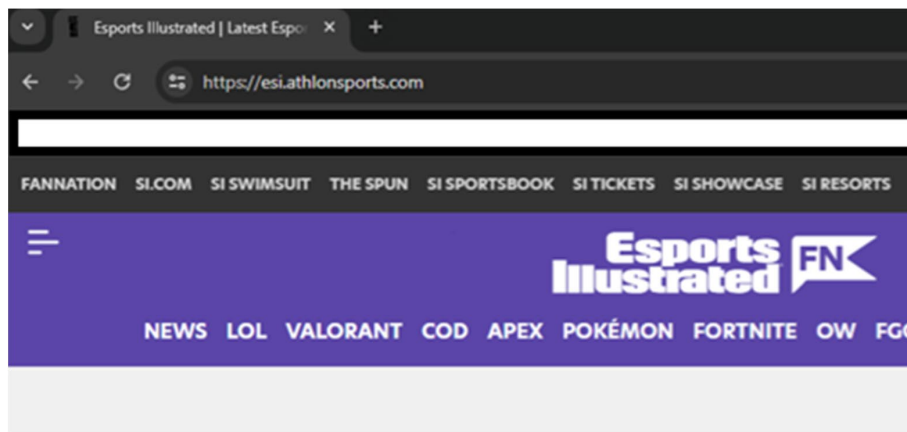 Esports Illustrated | Latest Espo
https://esi.athlonsports.com
FANNATION SI.COM SI SWIMSUIT THE SPUN SI SPORTSBOOK SI TICKETS SI SHOWCASE SI RESORTS
Esports
Illustrated FN
NEWS LOL VALORANT COD APEX POKÉMON FORTNITE OW FG